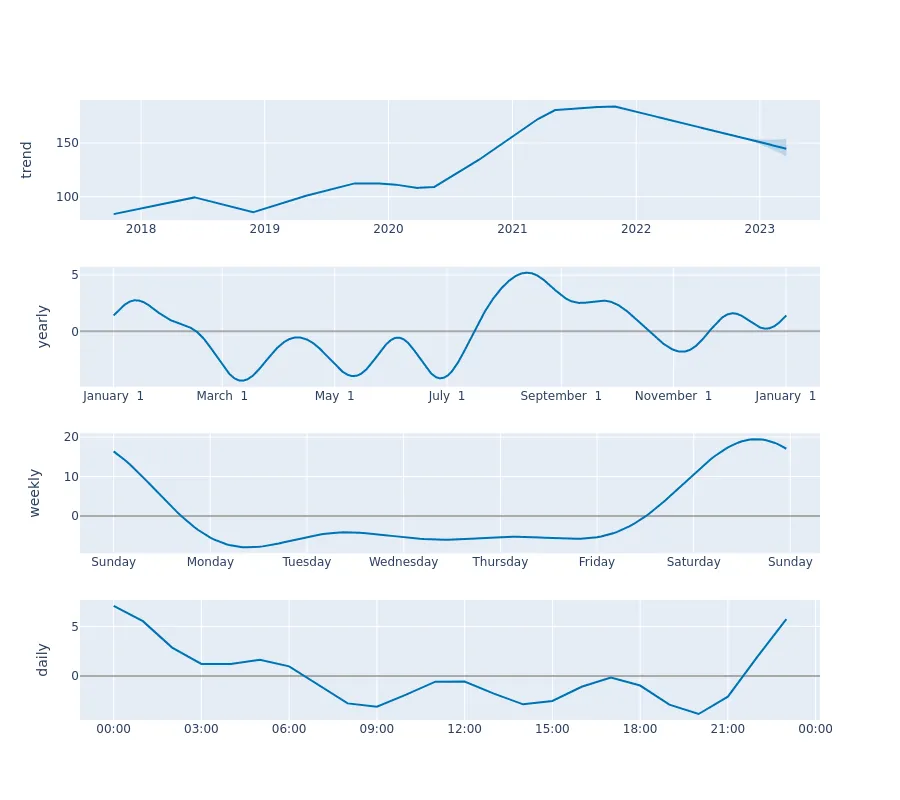 trend
150
100
2018 2019 2020 2021 2022 2023
yearly
5
0
January 1 March 1 May 1 July 1 September 1 November 1 January 1
weekly
20
10
0
Sunday Monday Tuesday Wednesday Thursday Friday Saturday Sunday
daily
5
0
00:00 03:00 06:00 09:00 12:00 15:00 18:00 21:00 00:00